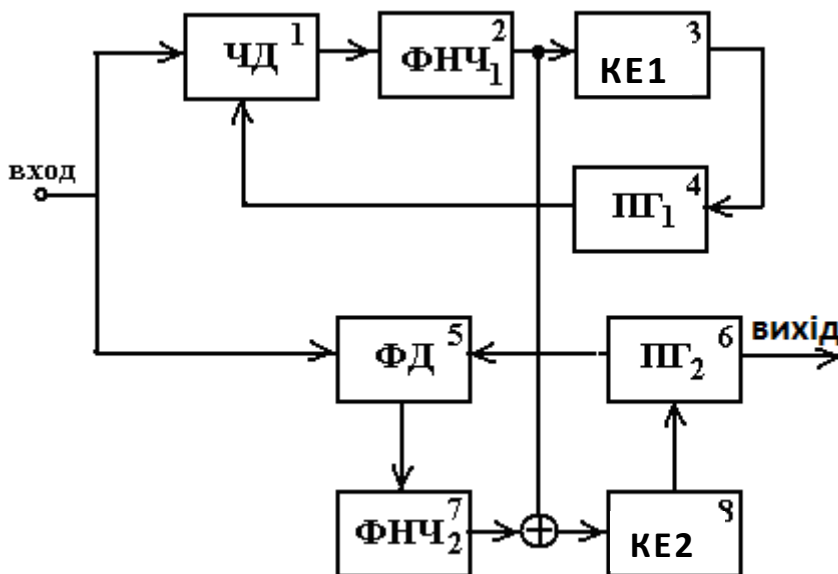 ЧД 1
ФНЧ1 2
КЕ1 3
вход
ПГ1 4
ФД 5
ПГ2 6
вихід
ФНЧ2 7
КЕ2 8